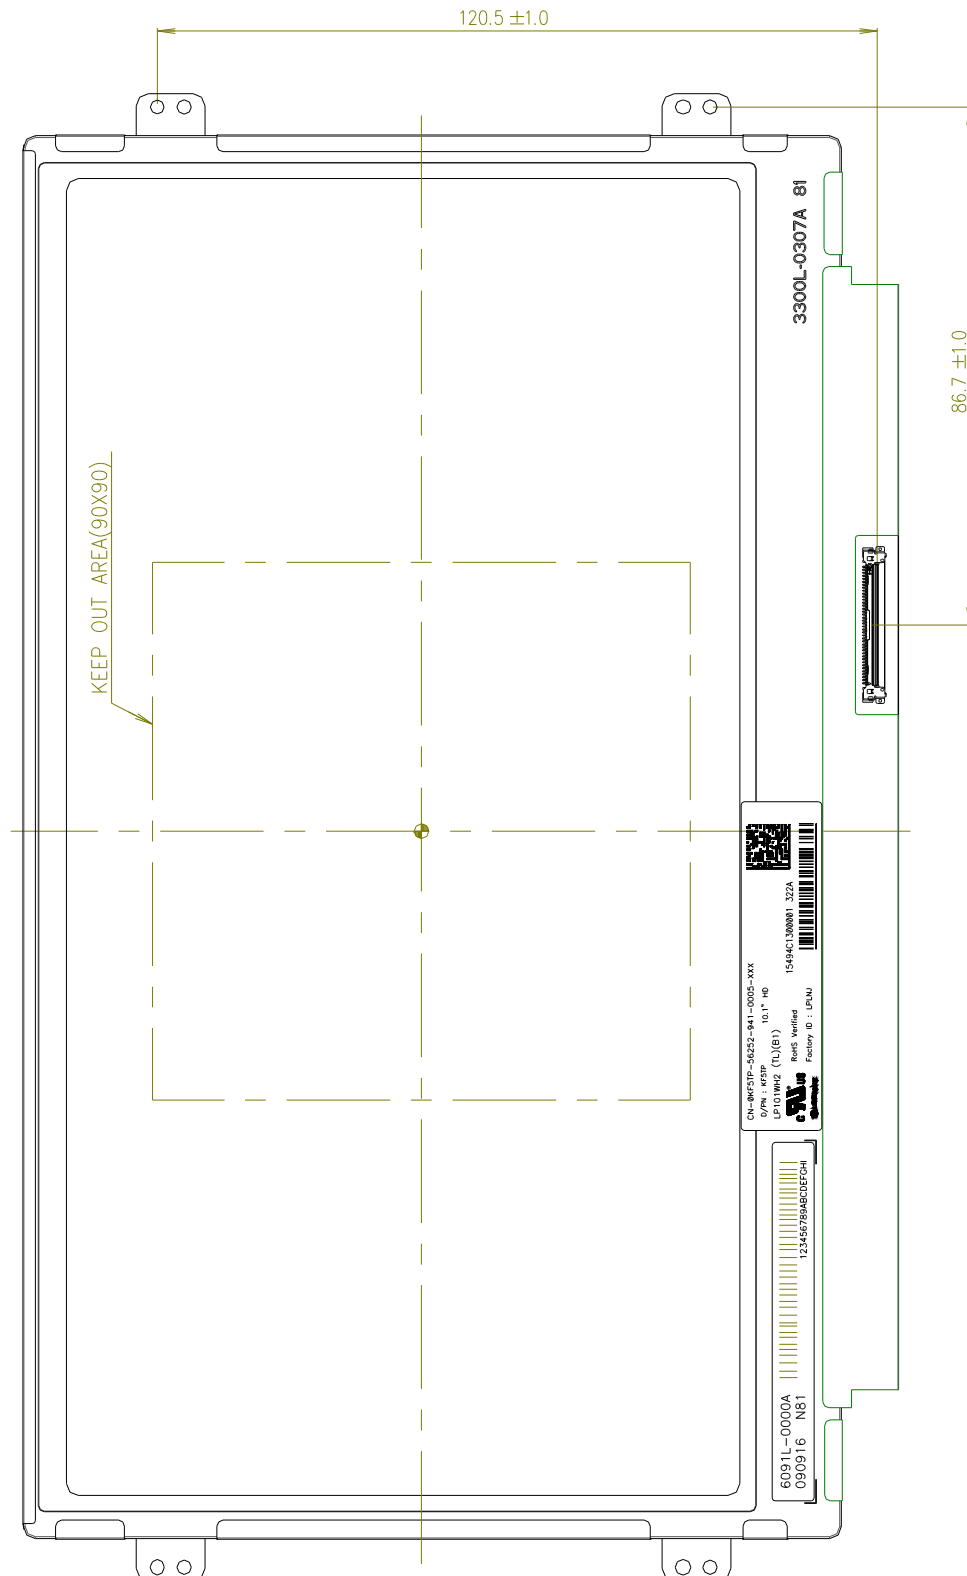 120.5 ±1.0
3300L-0307A 81
86.7 ±1.0
KEEP OUT AREA(90X90)
CN-0KF5TP-56252-941-0005-XXX
D/PN : KF5TP 10.1" HD
LP101WH2 (TL)(B1)
15494C1300001 322A
RoHS Verified
Factory ID : LPLNJ
c UL US
123456789ABCDEFGHI
6091L-0000A
090916 N81